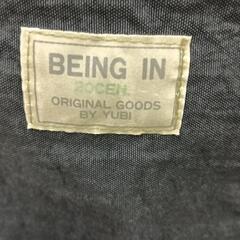 BEING IN
20CEN.
ORIGINAL GOODS
BY YUBI